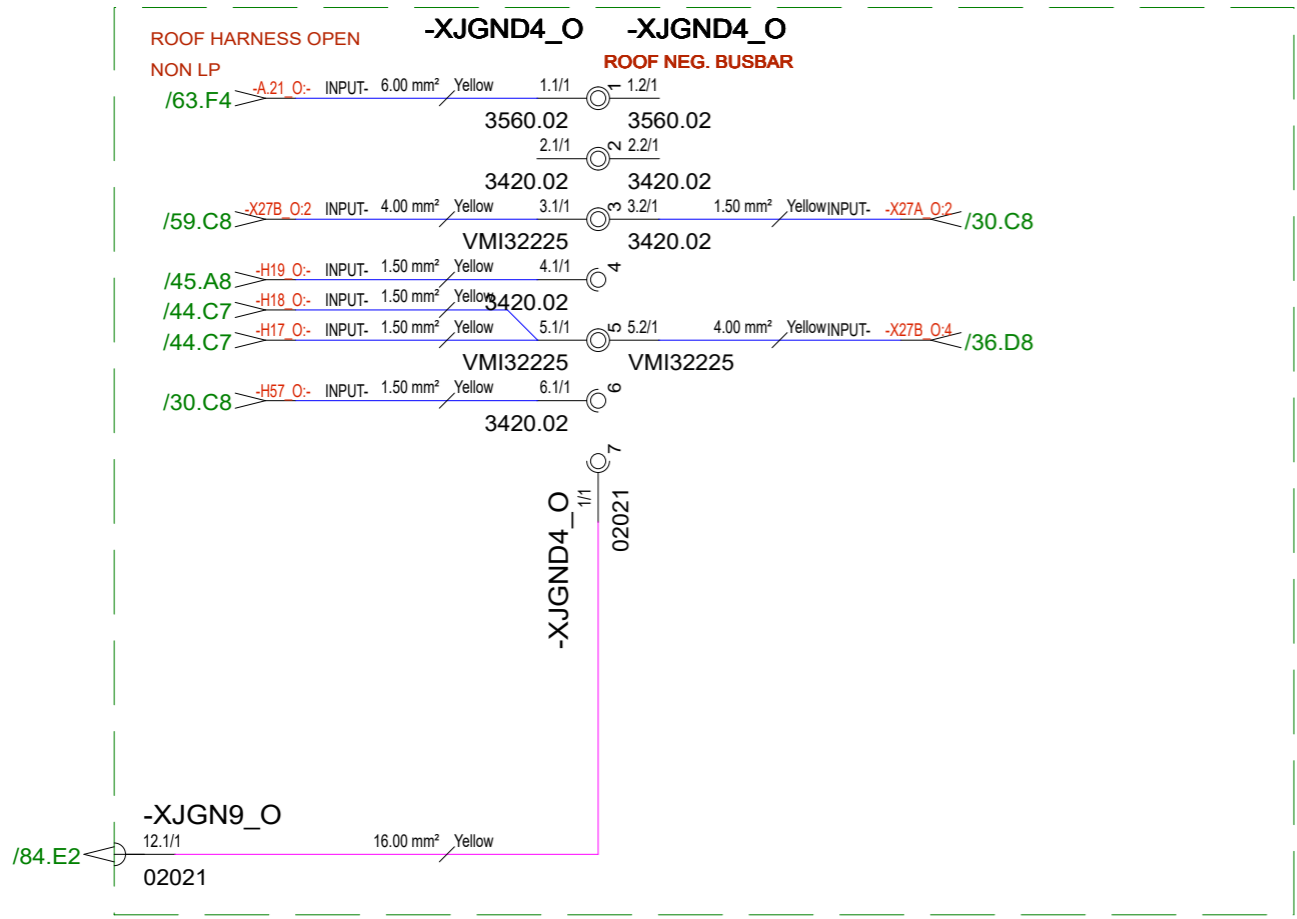 -XJGND4_O -XJGND4_O
ROOF HARNESS OPEN
ROOF NEG. BUSBAR
NON LP
/63.F4 -A.21_O:- INPUT- 6.00 mm² Yellow 1.1/1 1 1.2/1
3560.02 3560.02
2.1/1 2 2.2/1
3420.02 3420.02
/59.C8 -X27B_O:2 INPUT- 4.00 mm² Yellow 3.1/1 3 3.2/1 1.50 mm² Yellow INPUT- -X27A_O:2 /30.C8
VMI32225 3420.02
/45.A8 -H19_O:- INPUT- 1.50 mm² Yellow 4.1/1 4
/44.C7 -H18_O:- INPUT- 1.50 mm² Yellow 3420.02
/44.C7 -H17_O:- INPUT- 1.50 mm² Yellow 5.1/1 5 5.2/1 4.00 mm² Yellow INPUT- -X27B_O:4 /36.D8
VMI32225 VMI32225
/30.C8 -H57_O:- INPUT- 1.50 mm² Yellow 6.1/1 6
3420.02
7
-XJGND4_O 1/1 02021
-XJGN9_O
/84.E2 12.1/1 16.00 mm² Yellow
02021